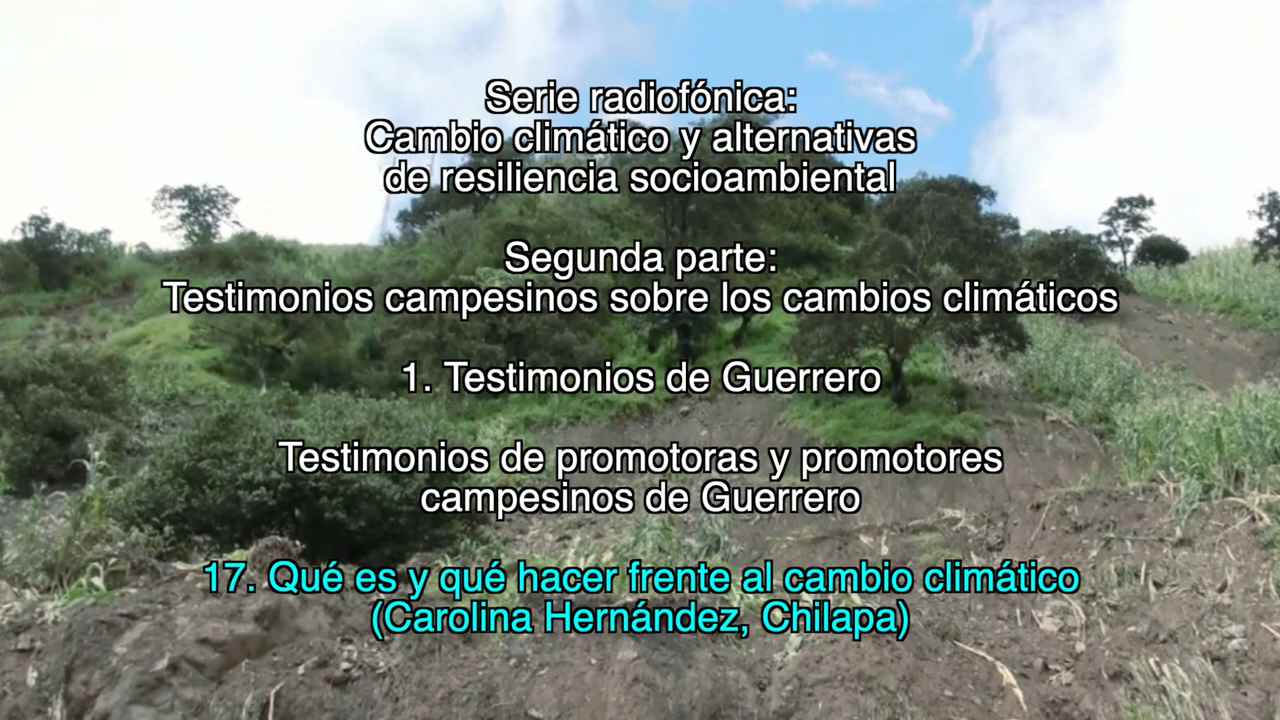 Serie radiofónica:
Cambio climático y alternativas
de resiliencia socioambiental
Segunda parte:
Testimonios campesinos sobre los cambios climáticos
1. Testimonios de Guerrero
Testimonios de promotoras y promotores
campesinos de Guerrero
17. Qué es y qué hacer frente al cambio climático
(Carolina Hernández, Chilapa)